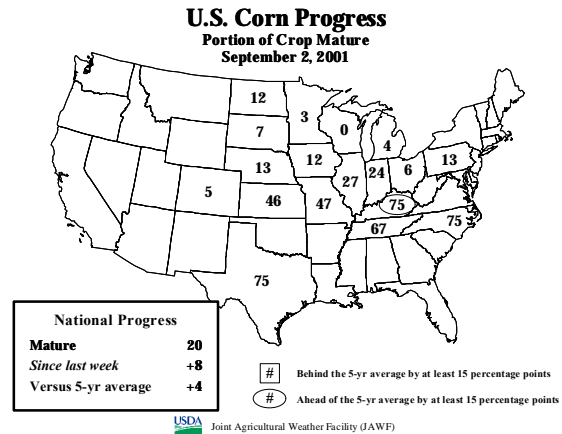 U.S. Corn Progress
Portion of Crop Mature
September 2, 2001
12
3
7
0
4
12
13
6
13
24
27
5
46
47
75
75
67
75
National Progress
Mature 20
Since last week +8
Versus 5-yr average +4
# Behind the 5-yr average by at least 15 percentage points
# Ahead of the 5-yr average by at least 15 percentage points
USDA Joint Agricultural Weather Facility (JAWF)